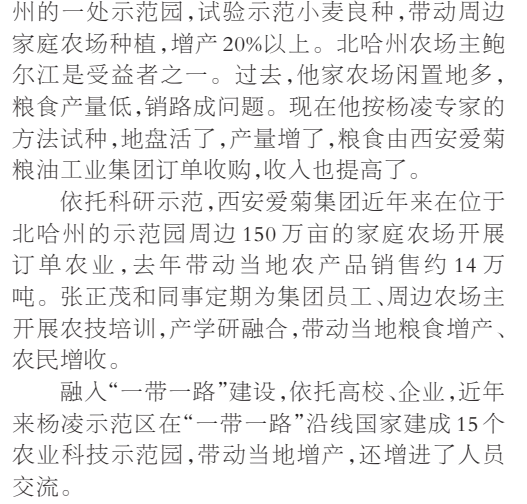 州的一处示范园,试验示范小麦良种,带动周边
家庭农场种植,增产20%以上。北哈州农场主鲍
尔江是受益者之一。过去,他家农场闲置地多,
粮食产量低,销路成问题。现在他按杨凌专家的
方法试种,地盘活了,产量增了,粮食由西安爱菊
粮油工业集团订单收购,收入也提高了。
依托科研示范,西安爱菊集团近年来在位于
北哈州的示范园周边150万亩的家庭农场开展
订单农业,去年带动当地农产品销售约14万
吨。张正茂和同事定期为集团员工、周边农场主
开展农技培训,产学研融合,带动当地粮食增产、
农民增收。
融入“一带一路”建设,依托高校、企业,近年
来杨凌示范区在“一带一路”沿线国家建成15个
农业科技示范园,带动当地增产,还增进了人员
交流。